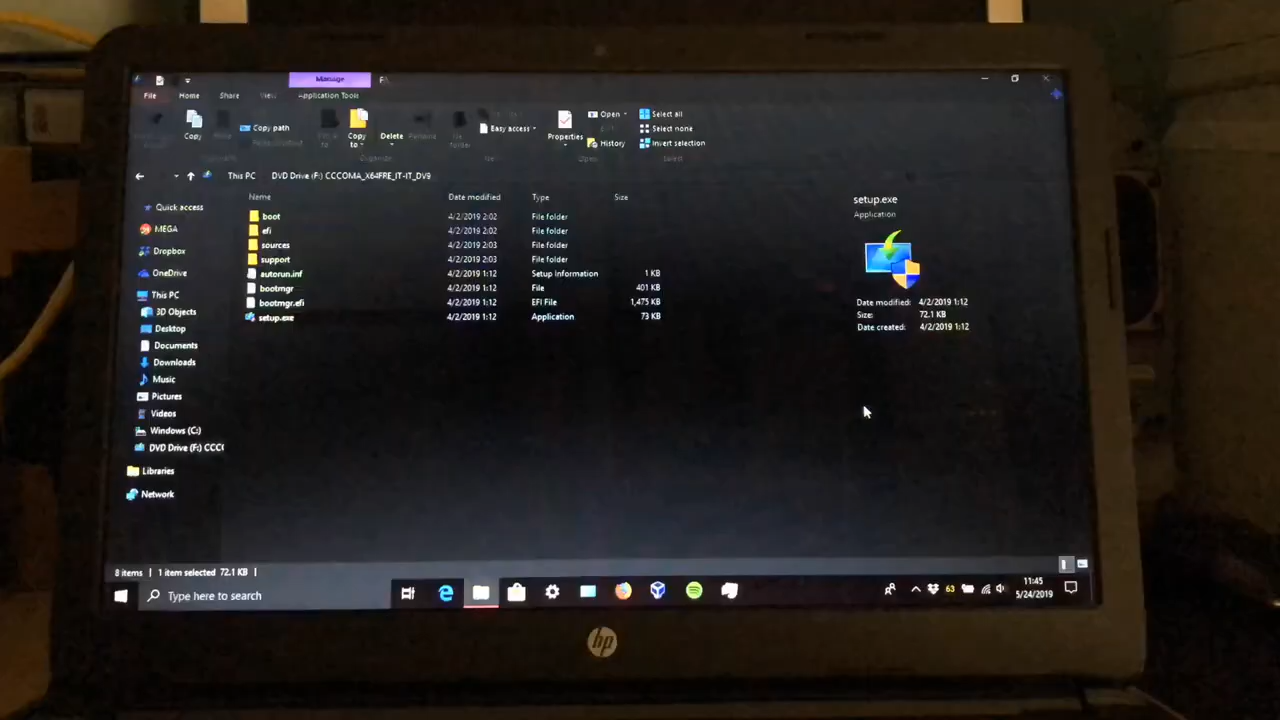 Manage
File Home Share View Application Tools
Copy
Copy path
Copy to
Delete
Easy access
Properties
Open
History
Select all
Select none
Invert selection
Open
Select
This PC DVD Drive (F:) CCCOMA_X64FRE_IT-IT_DV9
Name Date modified Type Size
boot 4/2/2019 2:02 File folder
efi 4/2/2019 2:02 File folder
sources 4/2/2019 2:03 File folder
support 4/2/2019 2:03 File folder
autorun.inf 4/2/2019 1:12 Setup Information 1 KB
bootmgr 4/2/2019 1:12 File 401 KB
bootmgr.efi 4/2/2019 1:12 EFI File 1,475 KB
setup.exe 4/2/2019 1:12 Application 73 KB
Quick access
MEGA
Dropbox
OneDrive
This PC
3D Objects
Desktop
Documents
Downloads
Music
Pictures
Videos
Windows (C:)
DVD Drive (F:) CCC
Libraries
Network
setup.exe
Application
Date modified: 4/2/2019 1:12
Size: 72.1 KB
Date created: 4/2/2019 1:12
8 items 1 item selected 72.1 KB
Type here to search
63
11:45
5/24/2019
hp